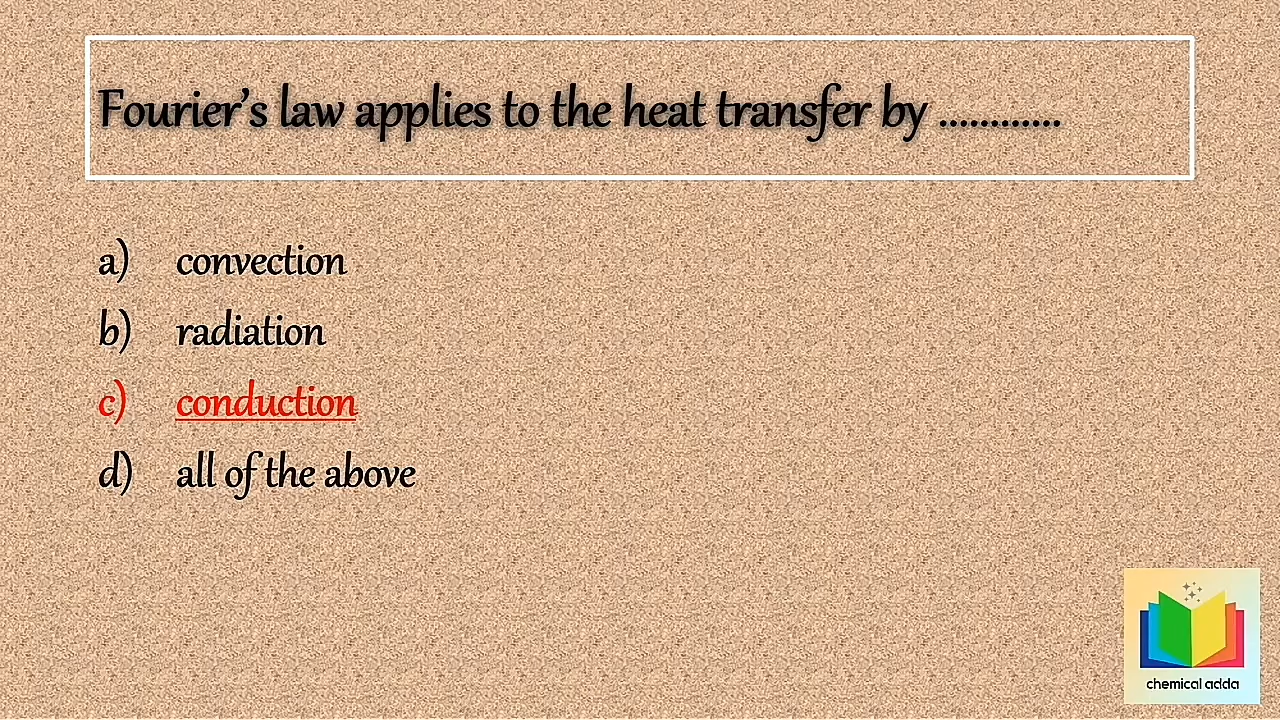 Fourier’s law applies to the heat transfer by ............
a) convection
b) radiation
c) conduction
d) all of the above
chemical adda